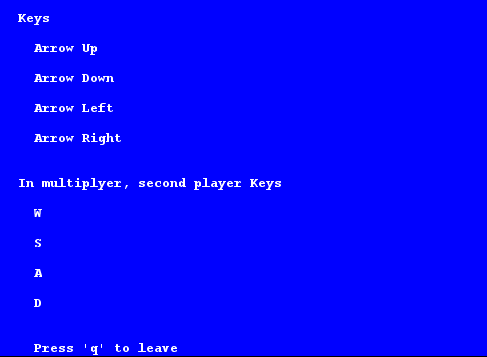 Keys
Arrow Up
Arrow Down
Arrow Left
Arrow Right
In multiplyer, second player Keys
W
S
A
D
Press 'q' to leave